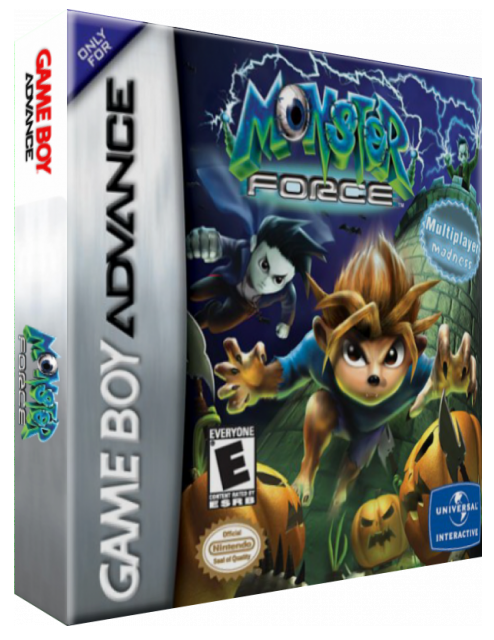 GAME BOY
ADVANCE
MONSTER
FORCE
ONLY
FOR
GAME BOY ADVANCE
MONSTER
FORCE
Multiplayer
madness
EVERYONE
E
CONTENT RATED BY
ESRB
Official
Nintendo
Seal of Quality
UNIVERSAL
INTERACTIVE